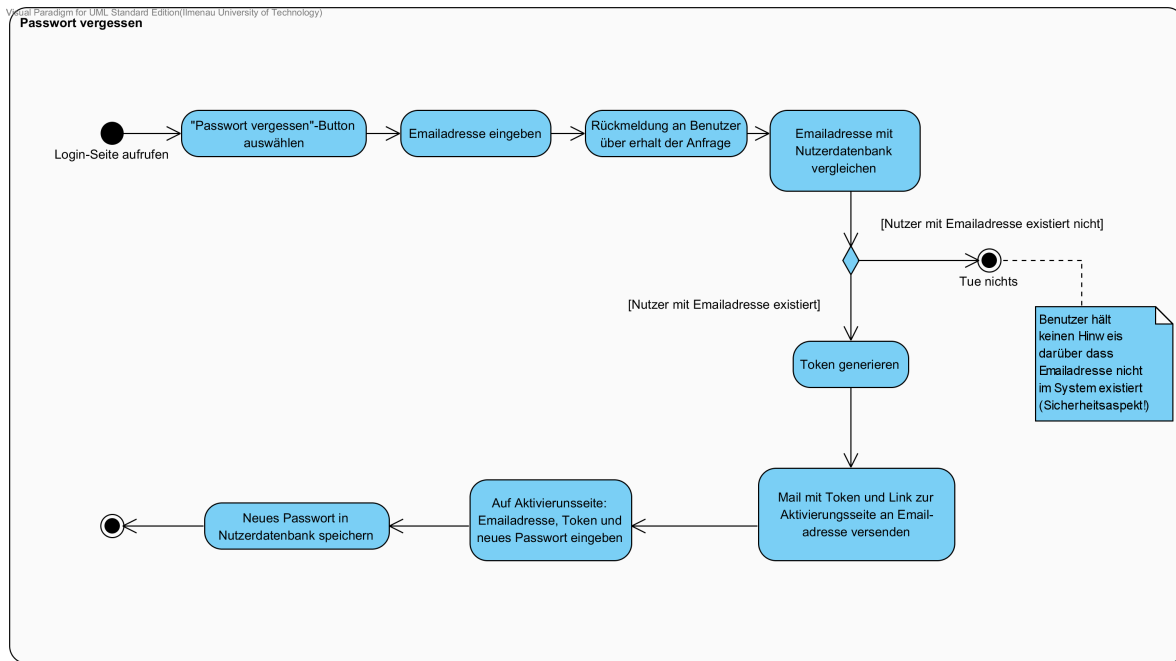 Visual Paradigm for UML Standard Edition(Ilmenau University of Technology)
Passwort vergessen
"Passwort vergessen"-Button
auswählen
Emailadresse eingeben
Rückmeldung an Benutzer
über erhalt der Anfrage
Emailadresse mit
Nutzerdatenbank
vergleichen
Login-Seite aufrufen
[Nutzer mit Emailadresse existiert nicht]
Tue nichts
[Nutzer mit Emailadresse existiert]
Benutzer hält
keinen Hinweis
darüber dass
Emailadresse nicht
im System existiert
(Sicherheitsaspekt!)
Token generieren
Mail mit Token und Link zur
Aktivierungsseite an Email-
adresse versenden
Auf Aktivierunsseite:
Emailadresse, Token und
neues Passwort eingeben
Neues Passwort in
Nutzerdatenbank speichern